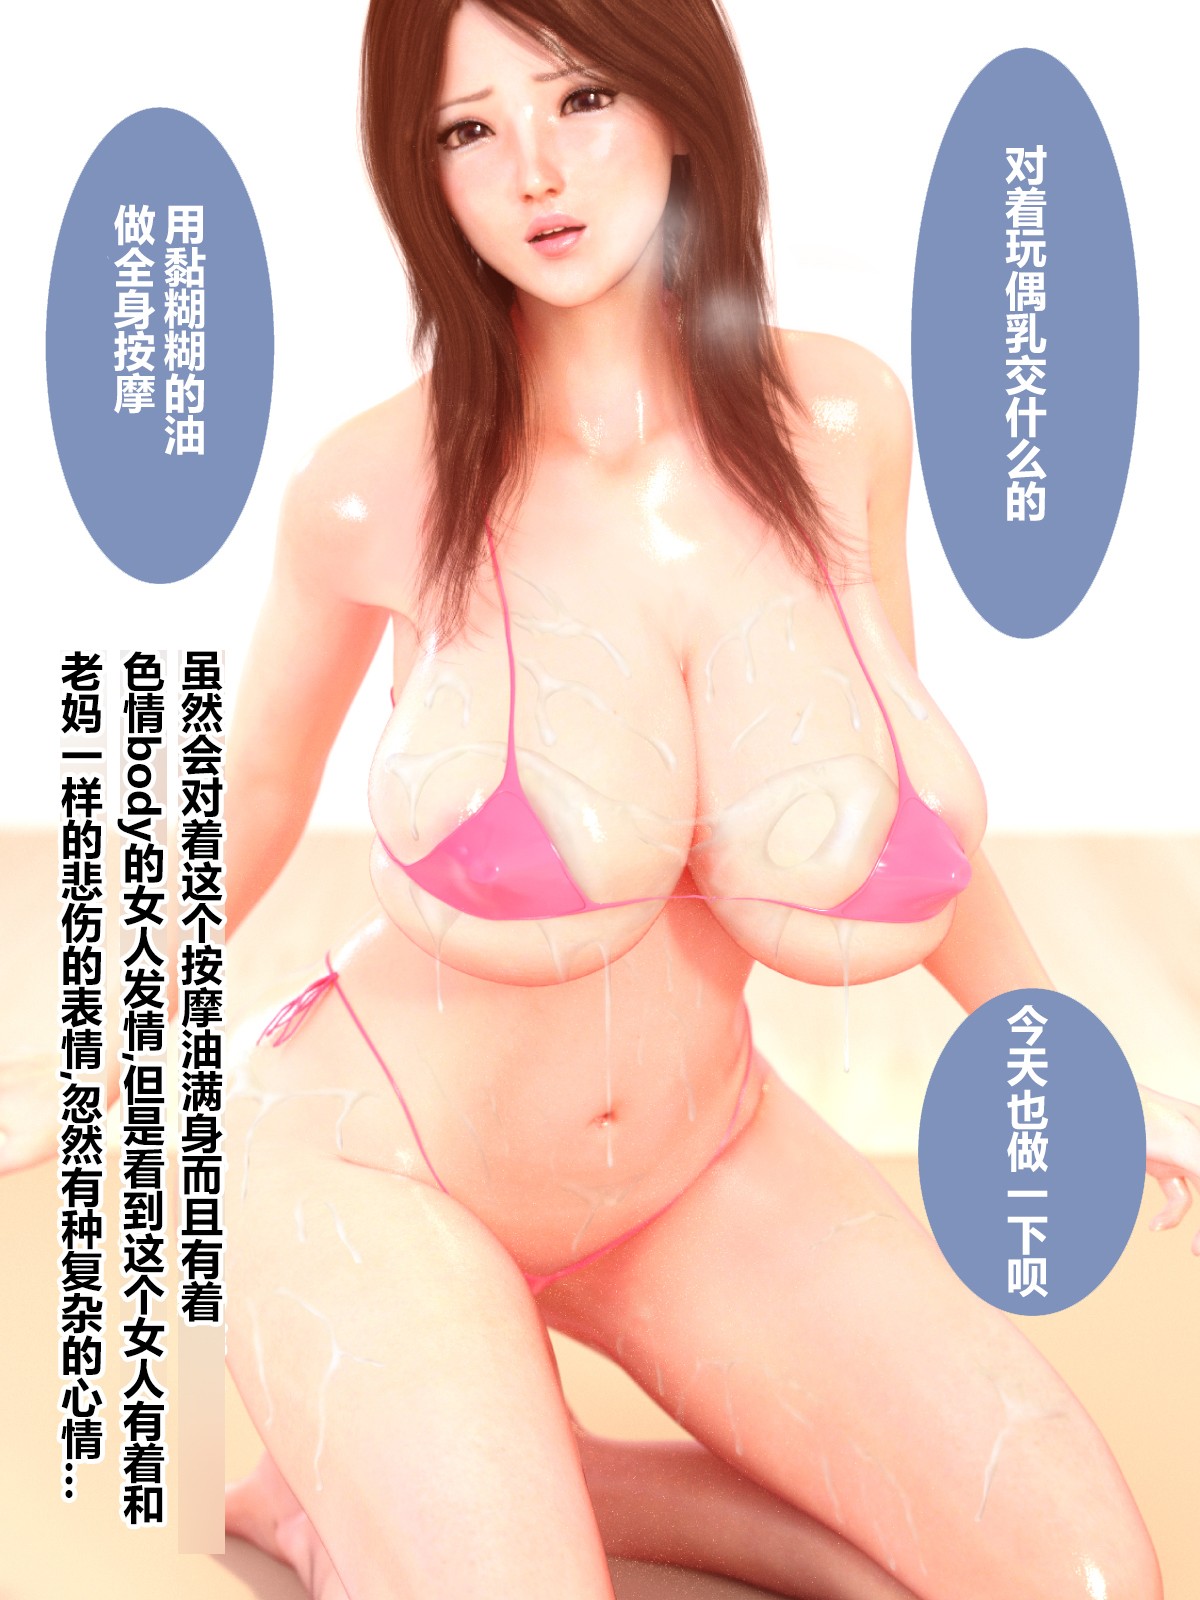 对着玩偶乳交什么的
用黏糊糊的油
做全身按摩
今天也做一下呗
虽然会对着这个按摩油满身而且有着
色情body的女人发情,但是看到这个女人有着和
老妈一样的悲伤的表情,忽然有种复杂的心情…